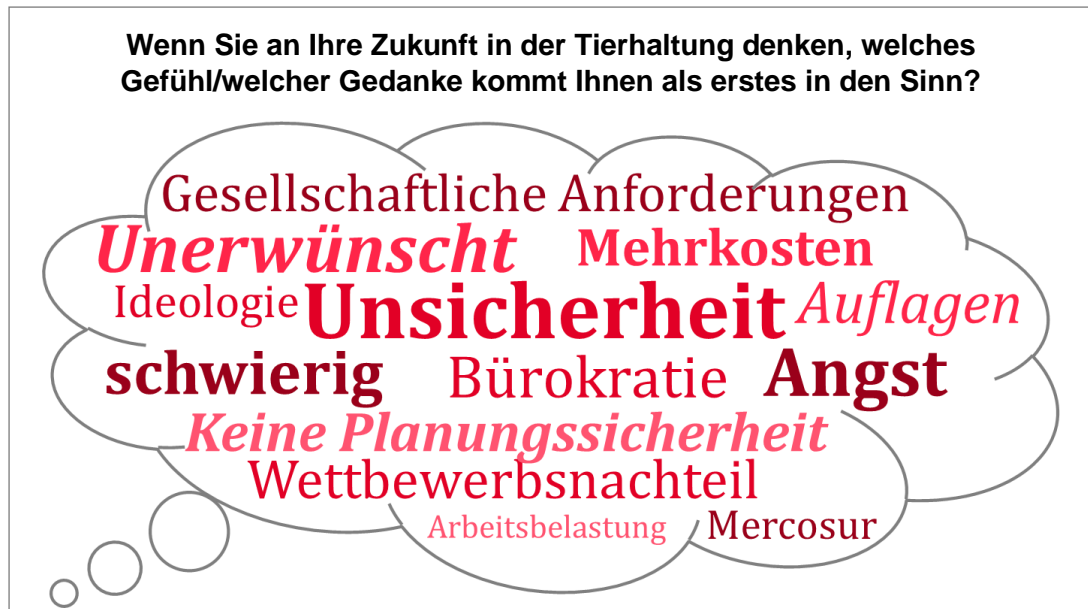 Wenn Sie an Ihre Zukunft in der Tierhaltung denken, welches
Gefühl/welcher Gedanke kommt Ihnen als erstes in den Sinn?
Gesellschaftliche Anforderungen
Unerwünscht Mehrkosten
Ideologie Unsicherheit Auflagen
schwierig Bürokratie Angst
Keine Planungssicherheit
Wettbewerbsnachteil
Arbeitsbelastung Mercosur